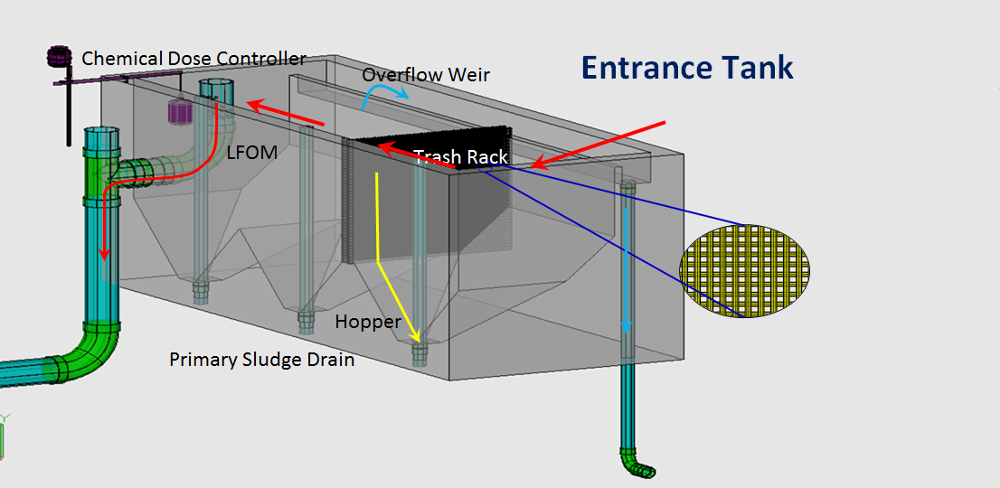 Entrance Tank
Chemical Dose Controller
Overflow Weir
LFOM
Trash Rack
Hopper
Primary Sludge Drain